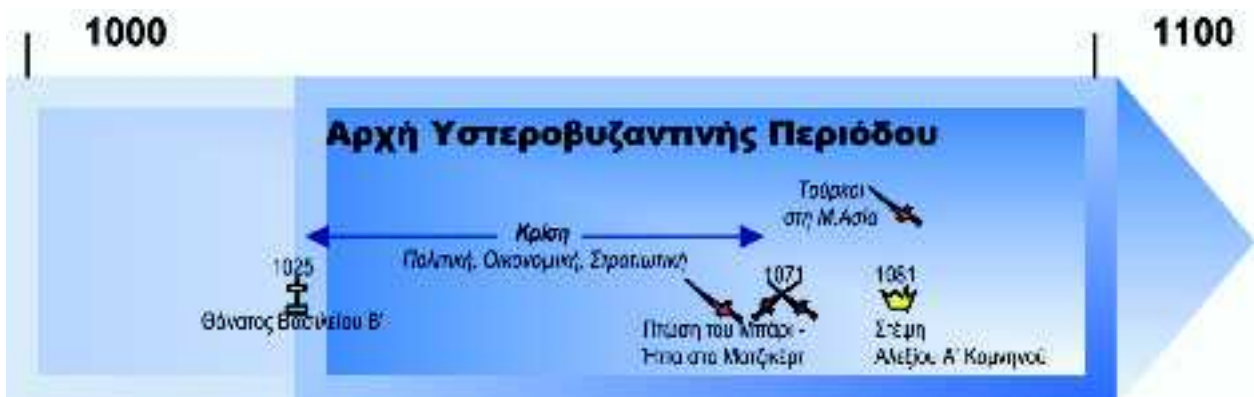 1000
1100
Αρχή Υστεροβυζαντινής Περιόδου
Τούρκοι
στη Μ.Ασία
Κρίση
Πολιτική, Οικονομική, Στρατιωτική
1025
Θάνατος Βασιλείου Β'
1071
Πτώση του Μπάρι -
Ήττα στο Ματζικέρτ
1081
Στέψη
Αλεξίου Α' Κομνηνού